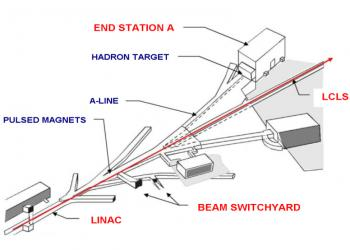 END STATION A
HADRON TARGET
LCLS
A-LINE
PULSED MAGNETS
BEAM SWITCHYARD
LINAC